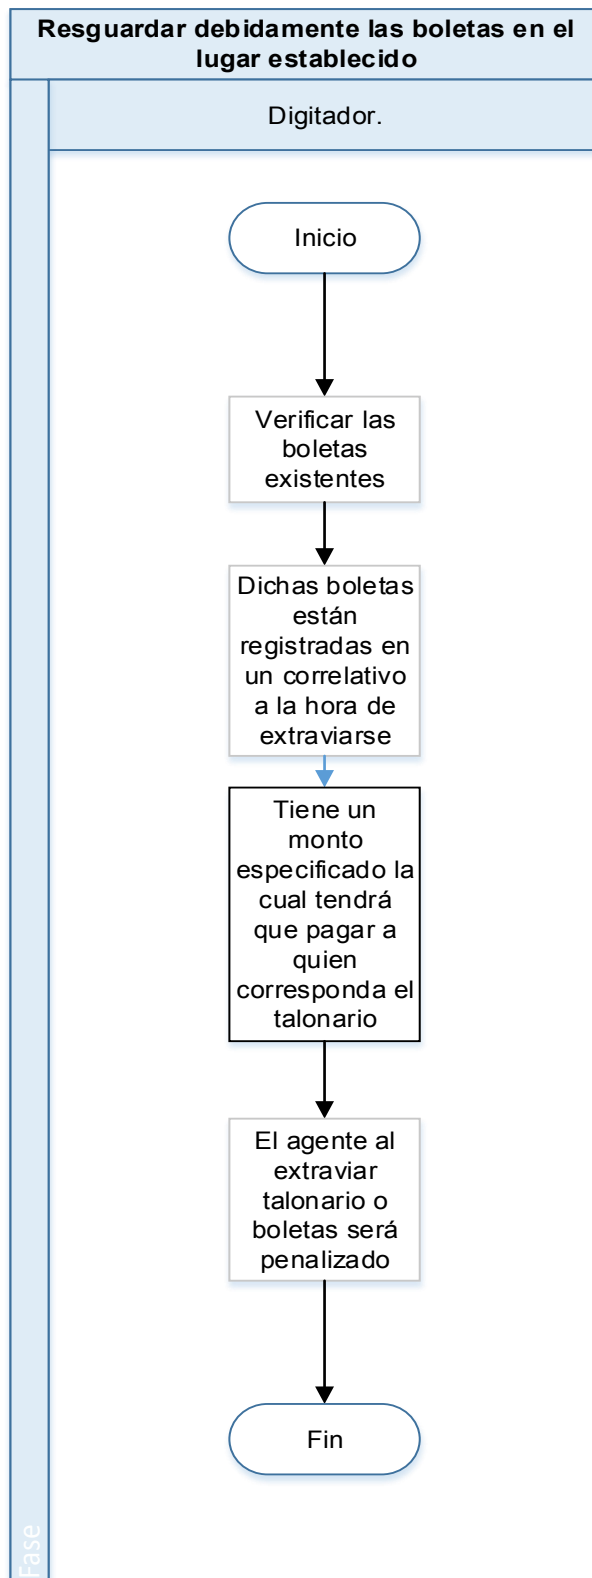 Resguardar debidamente las boletas en el
lugar establecido
Digitador.
Inicio
Verificar las
boletas
existentes
Dichas boletas
están
registradas en
un correlativo
a la hora de
extraviarse
Tiene un
monto
especificado la
cual tendrá
que pagar a
quien
corresponda el
talonario
El agente al
extraviar
talonario o
boletas será
penalizado
Fin
Fase